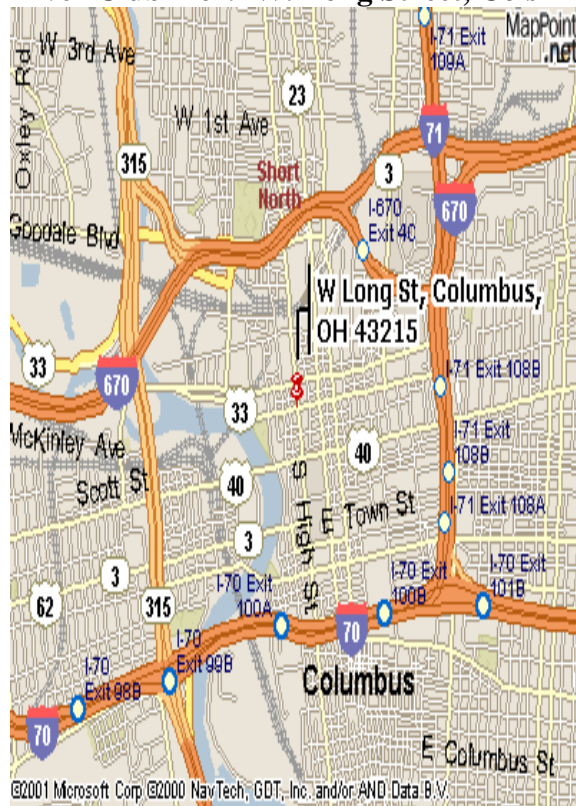 MapPoint
.net
I-71 Exit
109A
W 3rd Ave
Oxley Rd
23
W 1st Ave
71
315
Short
North
3
670
I-670
Exit 4C
Goodale Blvd
W Long St, Columbus,
OH 43215
33
670
I-71 Exit 108B
33
McKinley Ave
40
I-71 Exit
108B
Scott St
40
S High St
E Town St
I-71 Exit 108A
3
3
62
315
I-70 Exit
100A
I-70 Exit
100B
I-70 Exit
101B
70
I-70
Exit 99B
I-70
Exit 98B
Columbus
70
E Columbus St
©2001 Microsoft Corp ©2000 NavTech, GDT, Inc. and/or AND Data B.V.